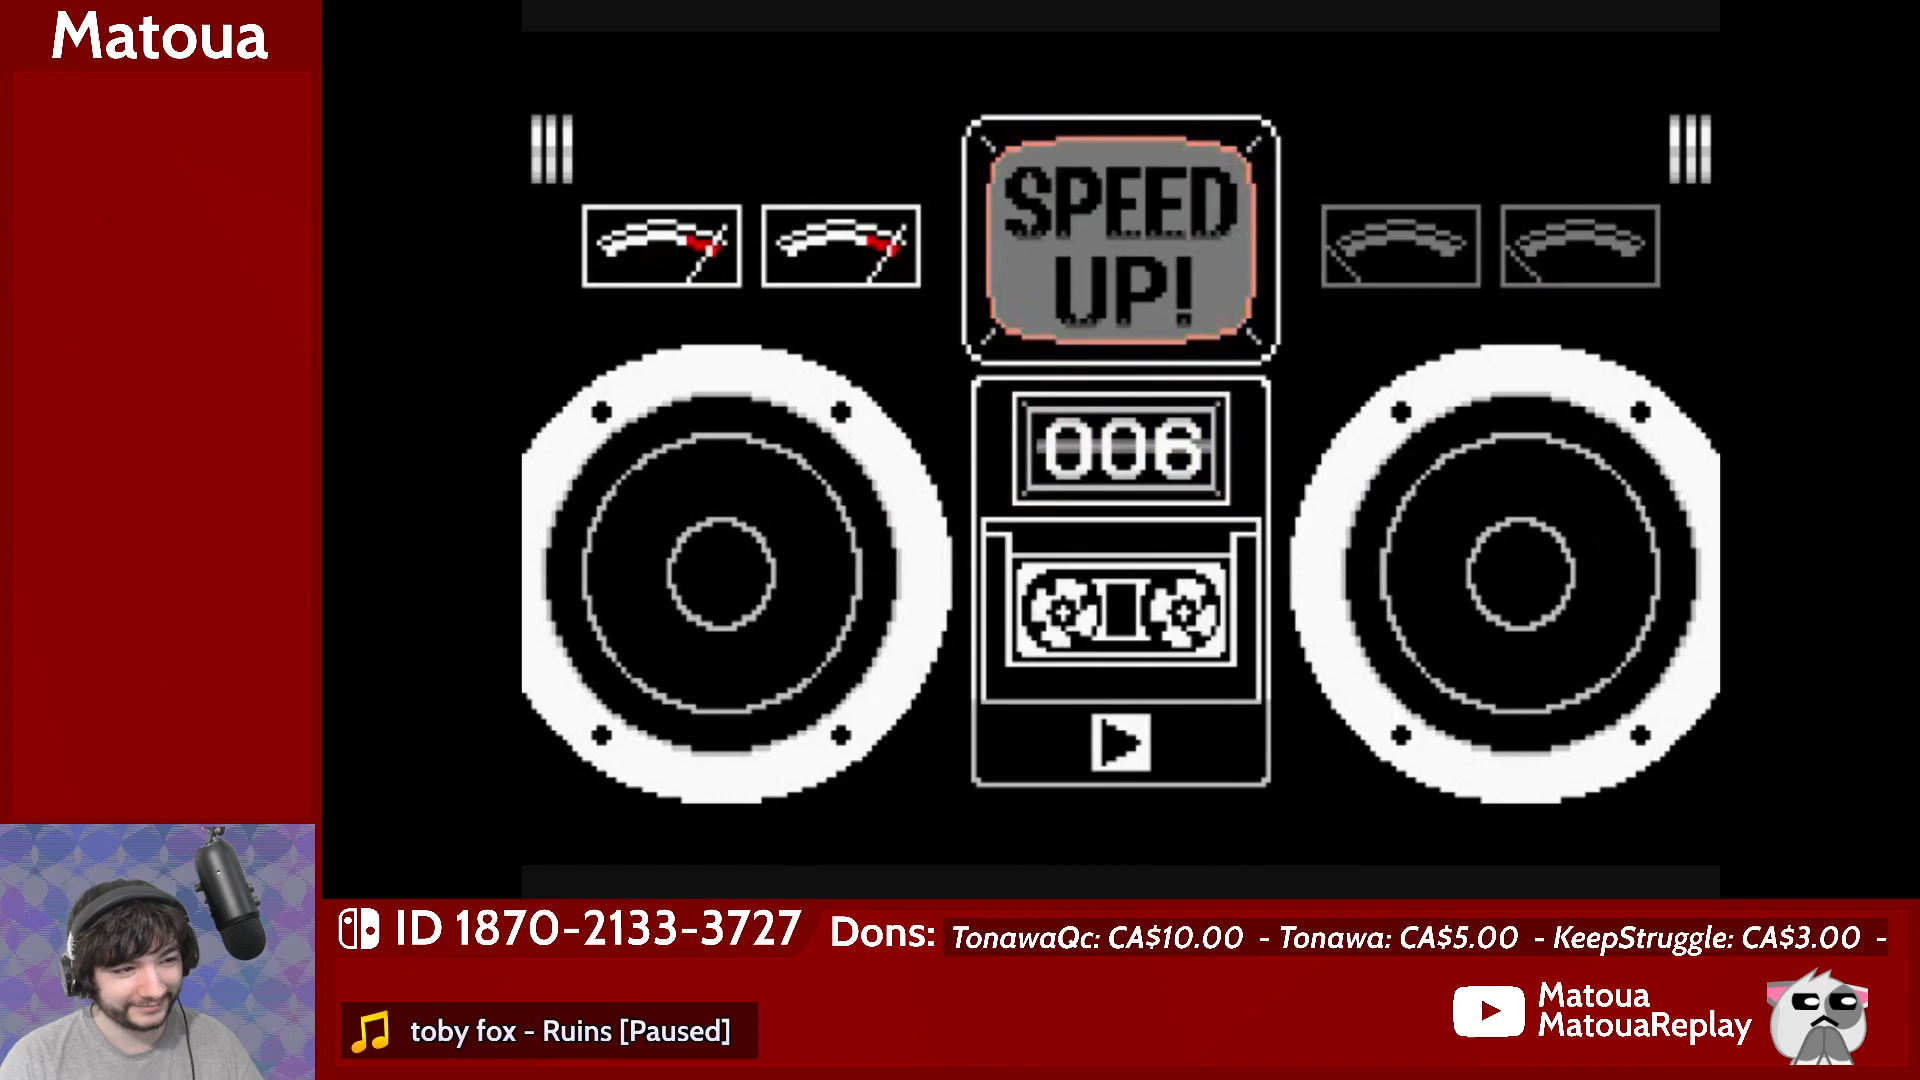 Matoua
SPEED
UP!
006
ID 1870-2133-3727
Dons: TonawaQc: CA$10.00 - Tonawa: CA$5.00 - KeepStruggle: CA$3.00 -
toby fox - Ruins [Paused]
Matoua
MatouaReplay